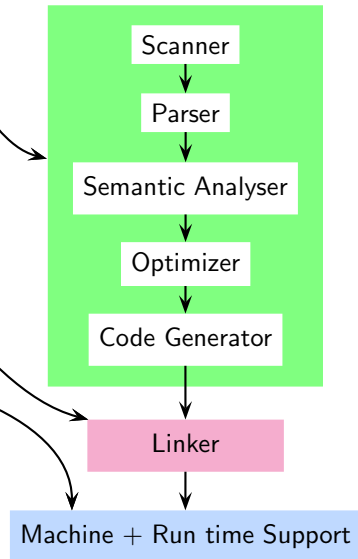 Scanner
Parser
Semantic Analyser
Optimizer
Code Generator
Linker
Machine + Run time Support